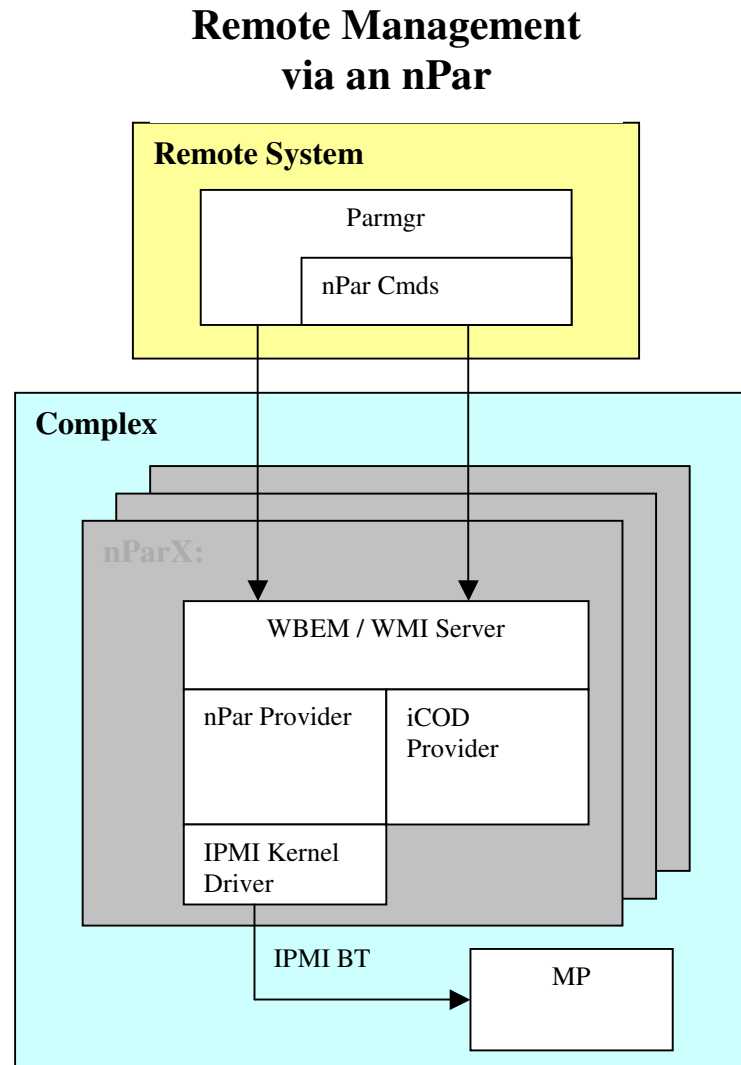 Remote Management
via an nPar
Remote System
Parmgr
nPar Cmds
Complex
nParX:
WBEM / WMI Server
nPar Provider
iCOD
Provider
IPMI Kernel
Driver
IPMI BT
MP